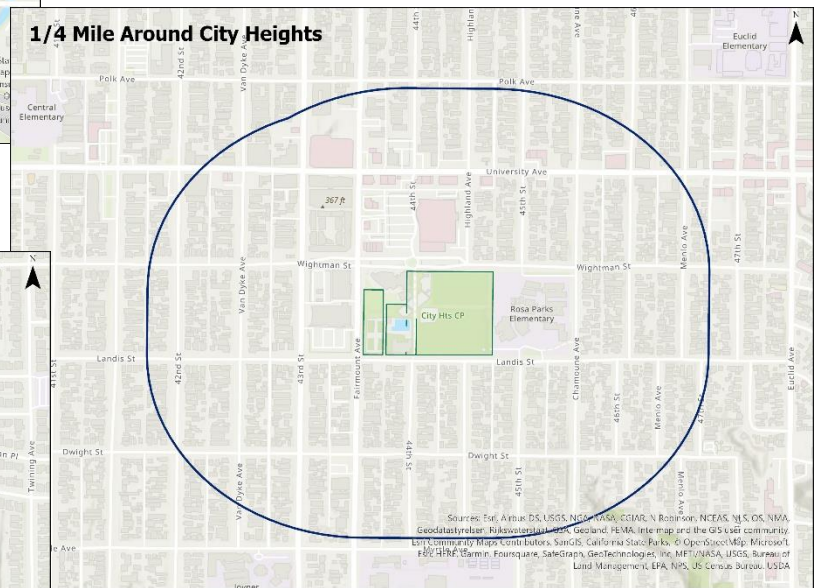 1/4 Mile Around City Heights
N
44th
Highlan
Euclid
Elementary
42nd St
Van Dyke Ave
Polk Ave
Polk Ave
Central
Elementary
University Ave
367 ft
44th St
Highland Ave
45th St
Menlo Ave
47th St
Wightman St
Wightman St
Van Dyke Ave
City Hts CP
Rosa Parks
Elementary
N
41st St
Landis St
42nd St
43rd St
Fairmount Ave
Landis St
Chamoune Ave
Euclid Ave
46th St
Menlo Ave
47th St
Twining Ave
Dwight St
44th St
Dwight St
Van Dyke Ave
45th St
Menlo Ave
Sources: Esri, Airbus DS, USGS, NGA, NASA, CGIAR, N Robinson, NCEAS, NLS, OS, NMA,
Geodatastyrelsen, Rijkswaterstaat, GSA, Geoland, FEMA, Intermap and the GIS user community,
Esri Community Maps Contributors, SanGIS, California State Parks, © OpenStreetMap, Microsoft,
Esri, HERE, Garmin, Foursquare, SafeGraph, GeoTechnologies, Inc, METI/NASA, USGS, Bureau of
Land Management, EPA, NPS, US Census Bureau, USDA
Myrtle Ave
le Ave
Joyner